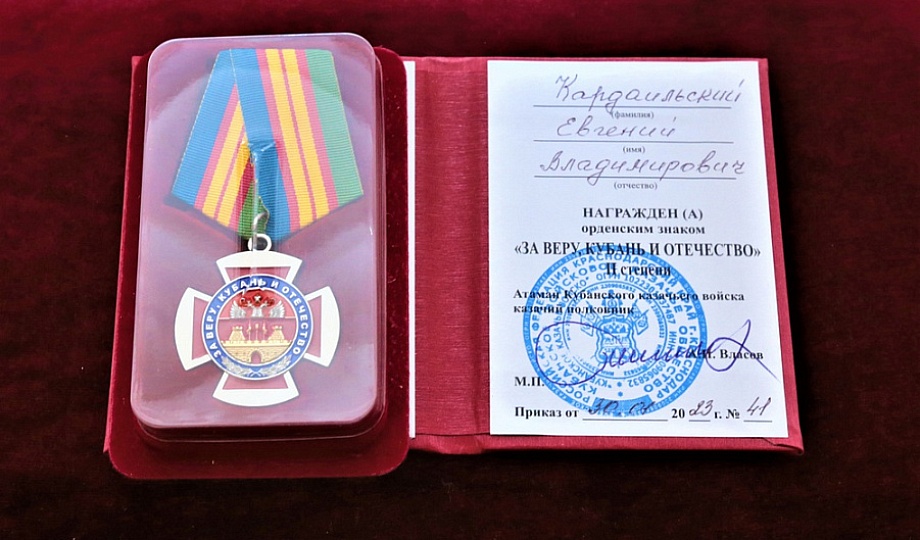 ЗА ВЕРУ, КУБАНЬ И ОТЕЧЕСТВО
Кардаильский
(фамилия)
Евгений
(имя)
Владимирович
(отчество)
НАГРАЖДЕН (А)
орденским знаком
«ЗА ВЕРУ, КУБАНЬ И ОТЕЧЕСТВО»
II степени
Атаман Кубанского казачьего войска
казачий полковник
Власов
М.П.
Приказ от 30 20 23 г. № 41